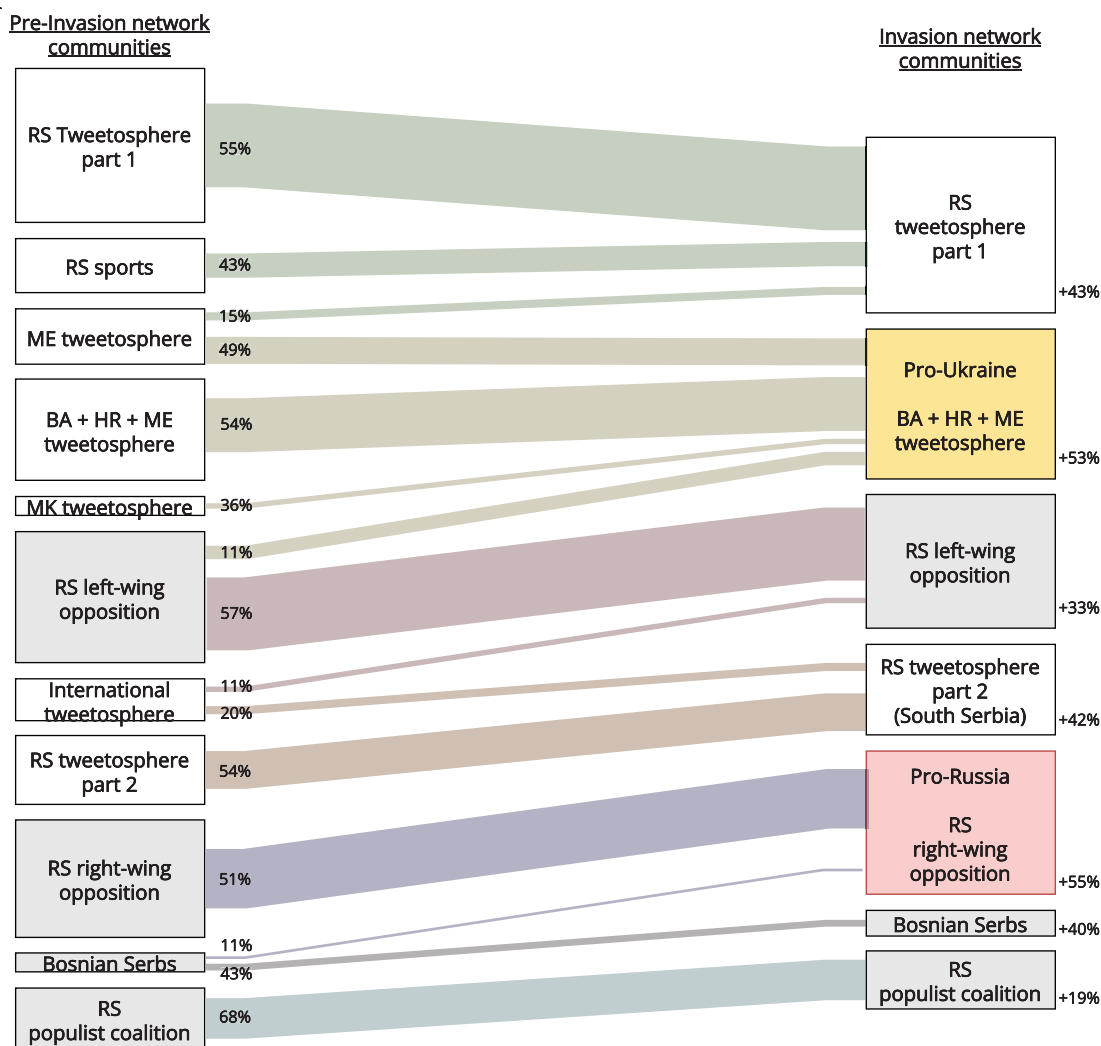 Pre-Invasion network
communities
RS Tweetosphere
part 1
55%
RS sports
43%
ME tweetosphere
15%
49%
BA + HR + ME
tweetosphere
54%
MK tweetosphere
36%
RS left-wing
opposition
11%
57%
International
tweetosphere
11%
20%
RS tweetosphere
part 2
54%
RS right-wing
opposition
51%
Bosnian Serbs
11%
43%
RS
populist coalition
68%
Invasion network
communities
RS
tweetosphere
part 1
+43%
Pro-Ukraine
BA + HR + ME
tweetosphere
+53%
RS left-wing
opposition
+33%
RS tweetosphere
part 2
(South Serbia)
+42%
Pro-Russia
RS
right-wing
opposition
+55%
Bosnian Serbs
+40%
RS
populist coalition
+19%